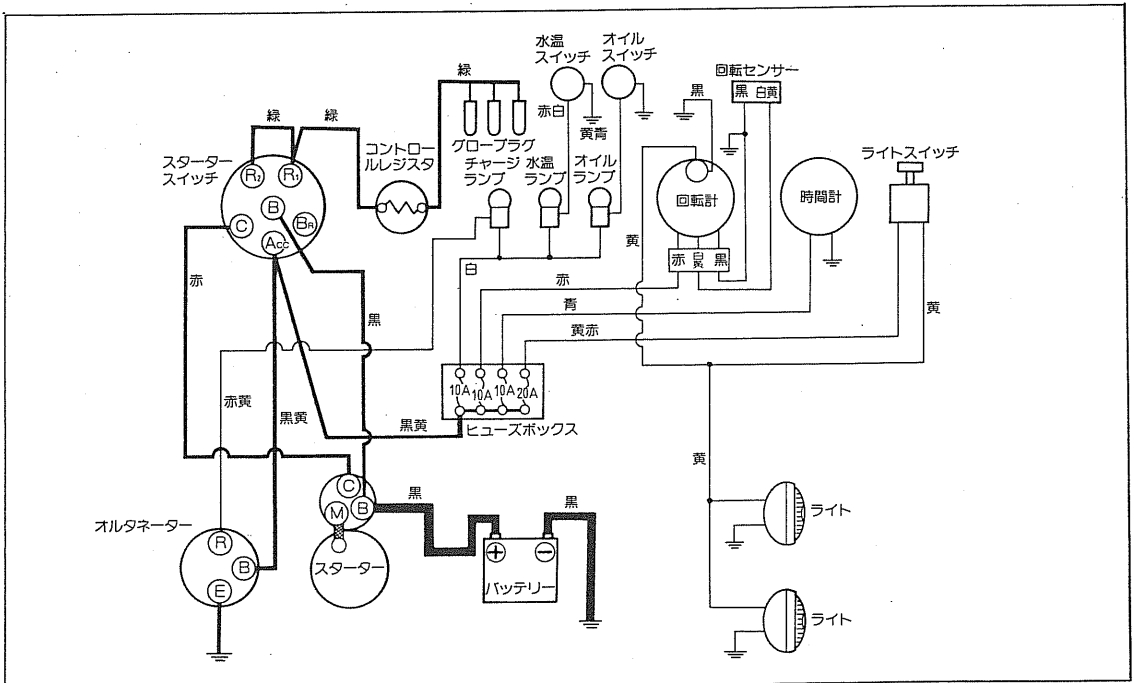 水温
スイッチ
オイル
スイッチ
回転センサー
黒 白黄
緑
赤白
黄青
黒
緑
緑
スターター
スイッチ
R₂
R₁
B
C
BR
Acc
コントロー
ルレジスタ
グロープラグ
チャージ
ランプ
水温
ランプ
オイル
ランプ
回転計
赤 白黄 黒
時間計
ライトスイッチ
黄
白
赤
青
黄赤
黄
赤
黒
10A 10A 10A 20A
ヒューズボックス
赤黄
黒黄
黒黄
黄
オルタネーター
R
B
E
C
M
B
スターター
黒
黒
+
−
バッテリー
ライト
ライト